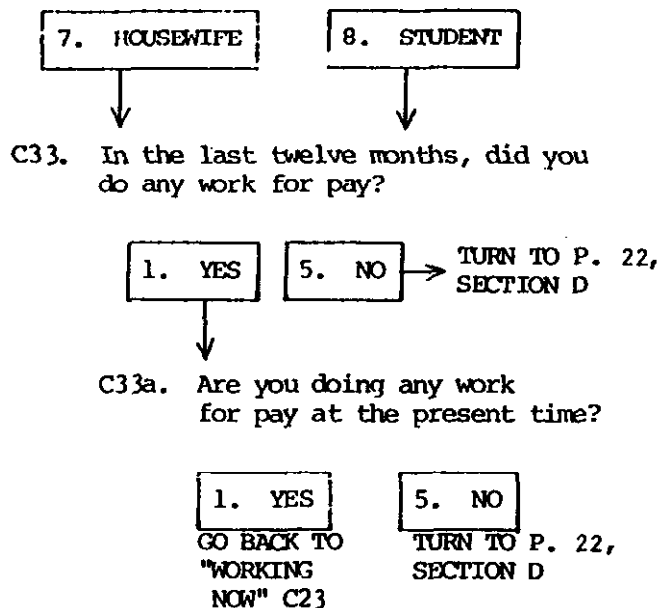 7. HOUSEWIFE 8. STUDENT
C33. In the last twelve months, did you
do any work for pay?
1. YES 5. NO TURN TO P. 22,
SECTION D
C33a. Are you doing any work
for pay at the present time?
1. YES 5. NO
GO BACK TO TURN TO P. 22,
"WORKING SECTION D
NOW" C23